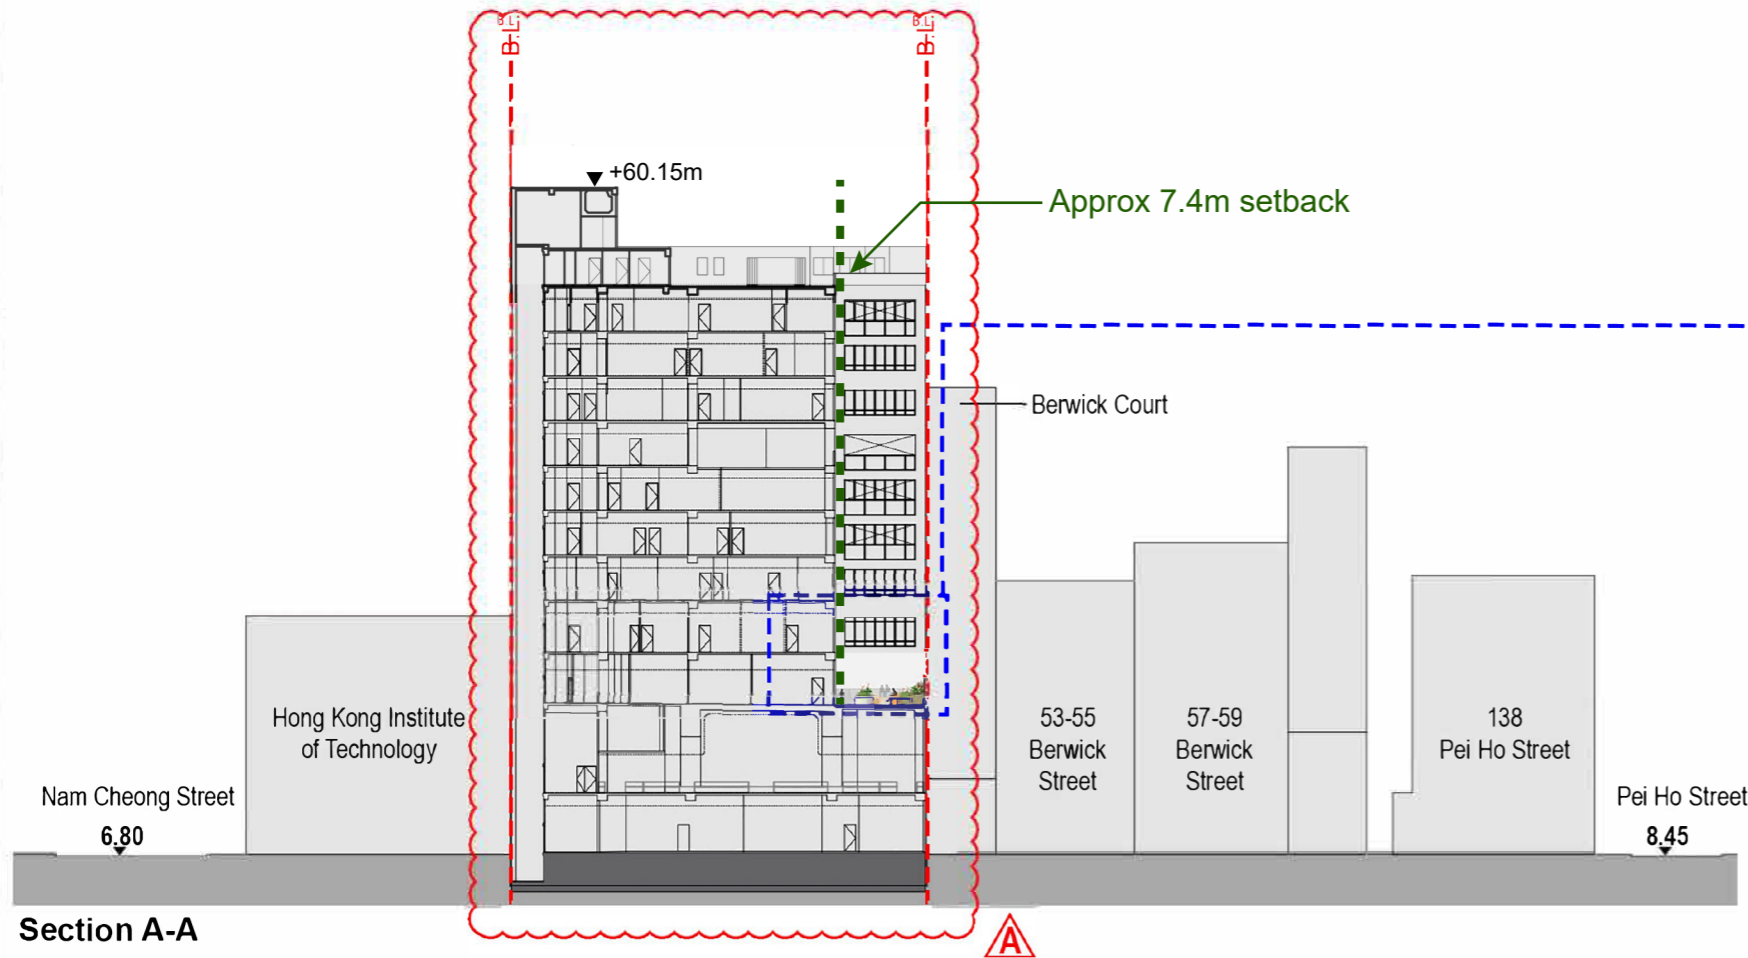 B.L.
B.L.
B.L.
B.L.
+60.15m
Approx 7.4m setback
Berwick Court
Hong Kong Institute
of Technology
53-55
Berwick
Street
57-59
Berwick
Street
138
Pei Ho Street
Nam Cheong Street
6.80
Pei Ho Street
8.45
Section A-A
A